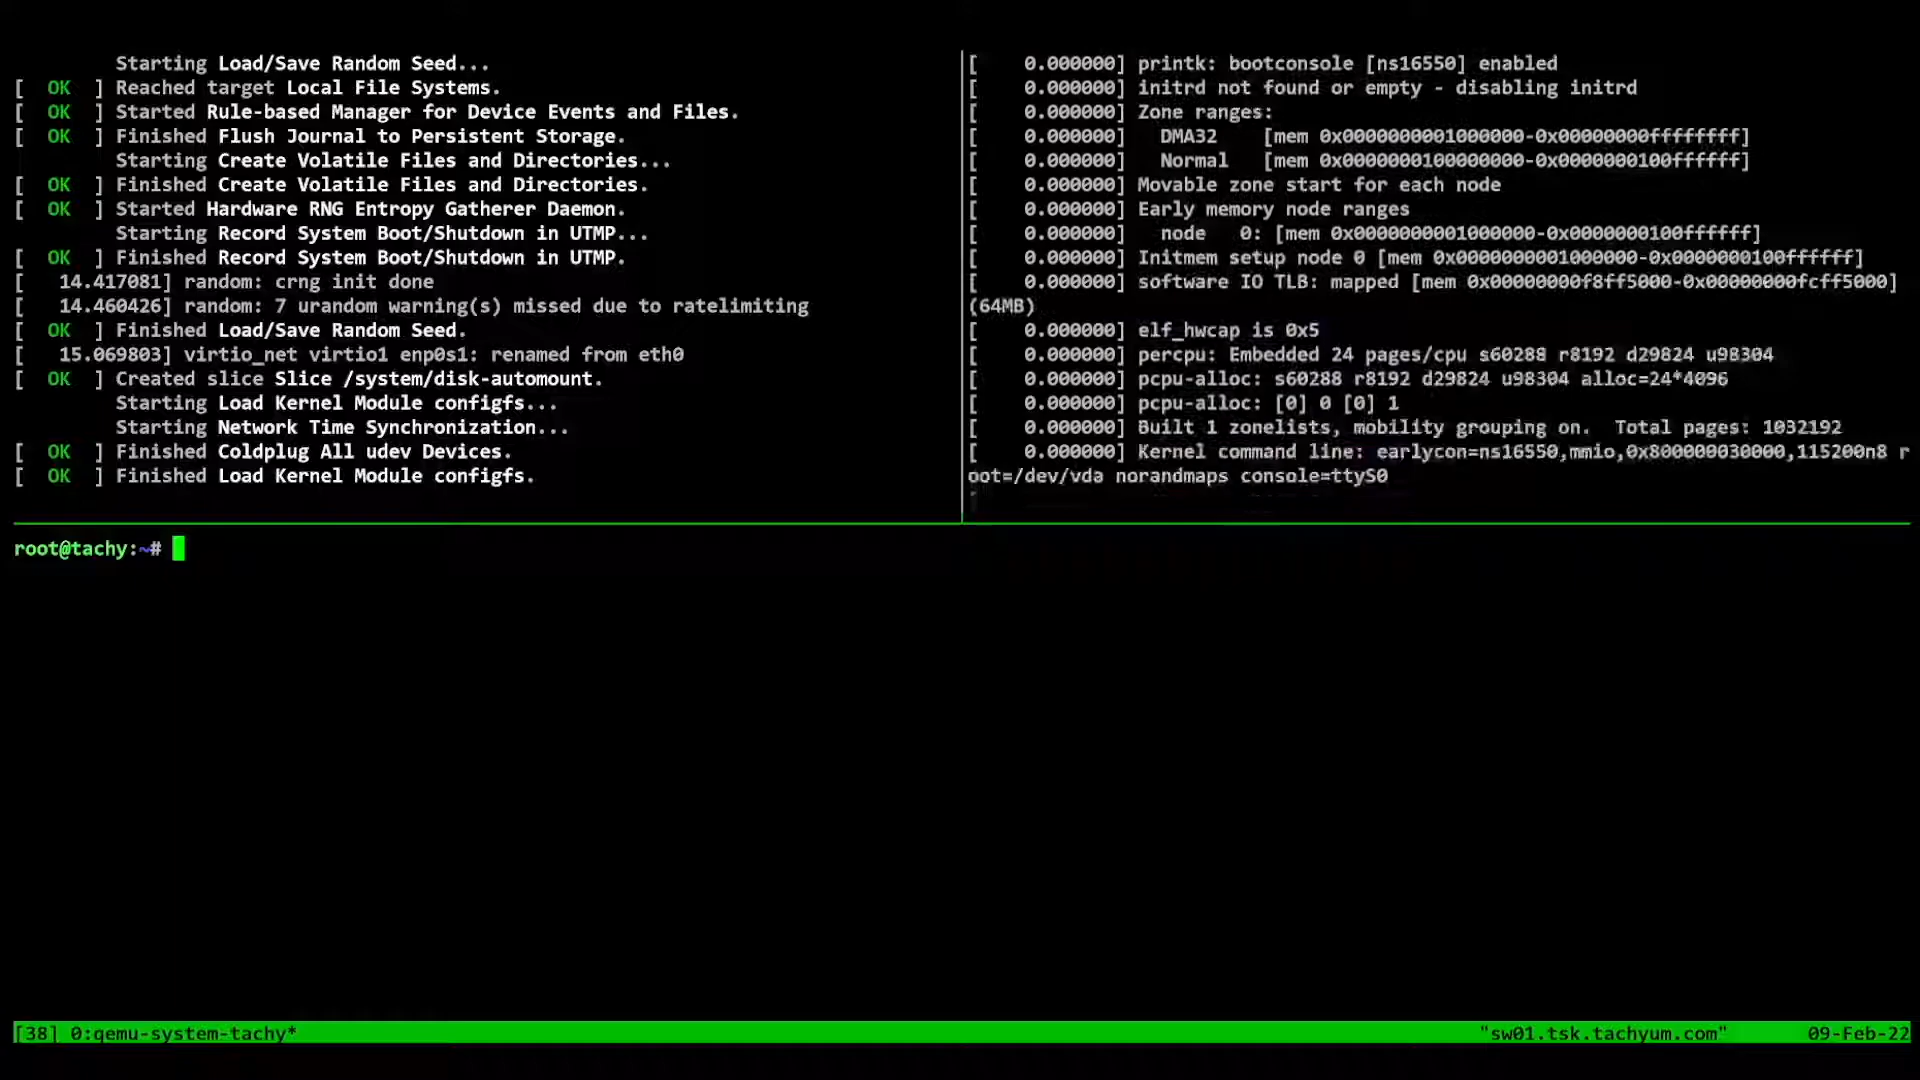 Starting Load/Save Random Seed...
[  OK  ] Reached target Local File Systems.
[  OK  ] Started Rule-based Manager for Device Events and Files.
[  OK  ] Finished Flush Journal to Persistent Storage.
Starting Create Volatile Files and Directories...
[  OK  ] Finished Create Volatile Files and Directories.
[  OK  ] Started Hardware RNG Entropy Gatherer Daemon.
Starting Record System Boot/Shutdown in UTMP...
[  OK  ] Finished Record System Boot/Shutdown in UTMP.
[   14.417081] random: crng init done
[   14.460426] random: 7 urandom warning(s) missed due to ratelimiting
[  OK  ] Finished Load/Save Random Seed.
[   15.069803] virtio_net virtio1 enp0s1: renamed from eth0
[  OK  ] Created slice Slice /system/disk-automount.
Starting Load Kernel Module configfs...
Starting Network Time Synchronization...
[  OK  ] Finished Coldplug All udev Devices.
[  OK  ] Finished Load Kernel Module configfs.
[    0.000000] printk: bootconsole [ns16550] enabled
[    0.000000] initrd not found or empty - disabling initrd
[    0.000000] Zone ranges:
[    0.000000]   DMA32    [mem 0x0000000001000000-0x00000000ffffffff]
[    0.000000]   Normal   [mem 0x0000000100000000-0x0000000100ffffff]
[    0.000000] Movable zone start for each node
[    0.000000] Early memory node ranges
[    0.000000]   node   0: [mem 0x0000000001000000-0x0000000100ffffff]
[    0.000000] Initmem setup node 0 [mem 0x0000000001000000-0x0000000100ffffff]
[    0.000000] software IO TLB: mapped [mem 0x00000000f8ff5000-0x00000000fcff5000]
(64MB)
[    0.000000] elf_hwcap is 0x5
[    0.000000] percpu: Embedded 24 pages/cpu s60288 r8192 d29824 u98304
[    0.000000] pcpu-alloc: s60288 r8192 d29824 u98304 alloc=24*4096
[    0.000000] pcpu-alloc: [0] 0 [0] 1
[    0.000000] Built 1 zonelists, mobility grouping on.  Total pages: 1032192
[    0.000000] Kernel command line: earlycon=ns16550,mmio,0x800000030000,115200n8 r
oot=/dev/vda norandmaps console=ttyS0
root@tachy:~#
[38] 0:qemu-system-tachy* "sw01.tsk.tachyum.com" 09-Feb-22